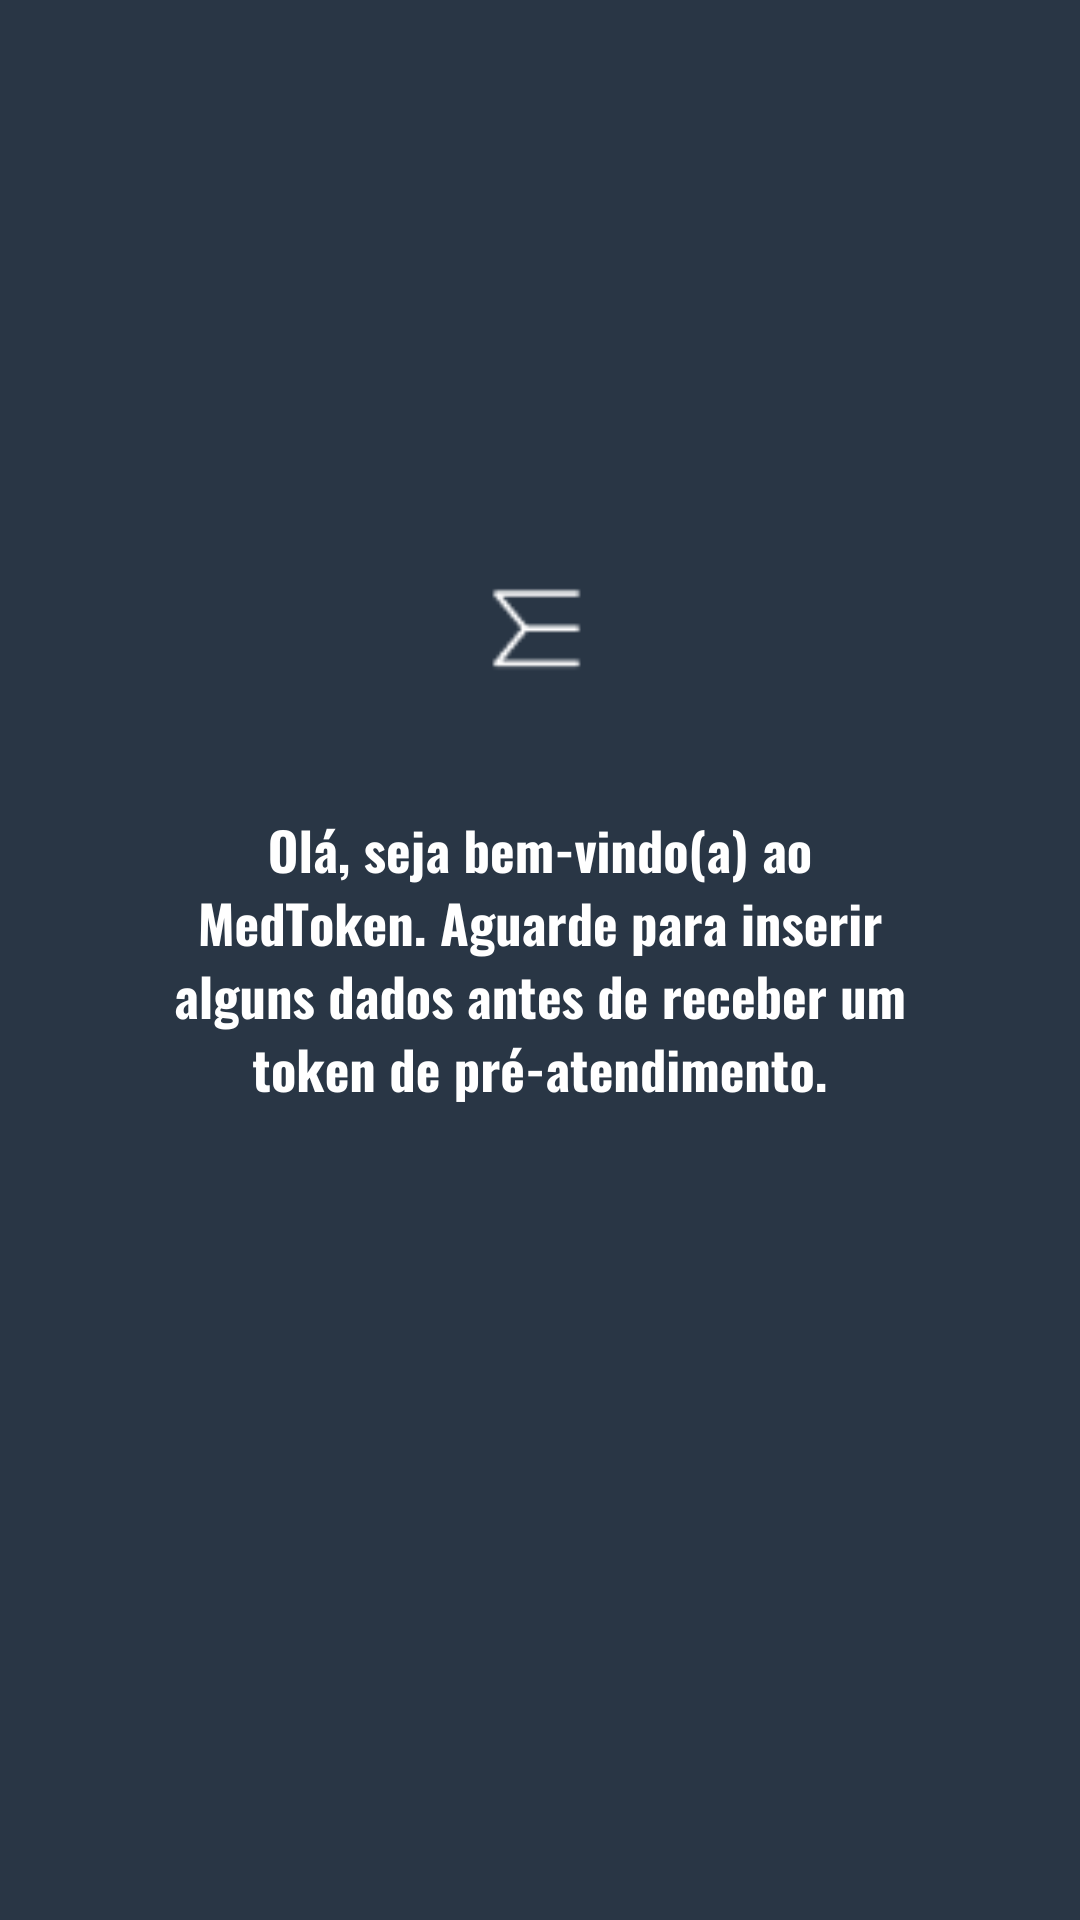 Olá, seja bem-vindo(a) ao
MedToken. Aguarde para inserir
alguns dados antes de receber um
token de pré-atendimento.